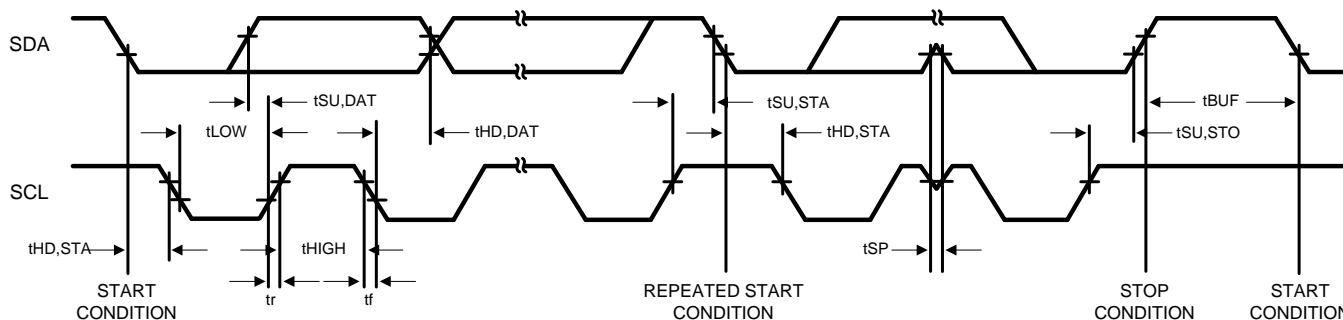 SDA
tSU,DAT
tSU,STA
tBUF
tLOW
tHD,DAT
tHD,STA
tSU,STO
SCL
tHD,STA
tHIGH
tSP
tr
tf
START
CONDITION
REPEATED START
CONDITION
STOP
CONDITION
START
CONDITION